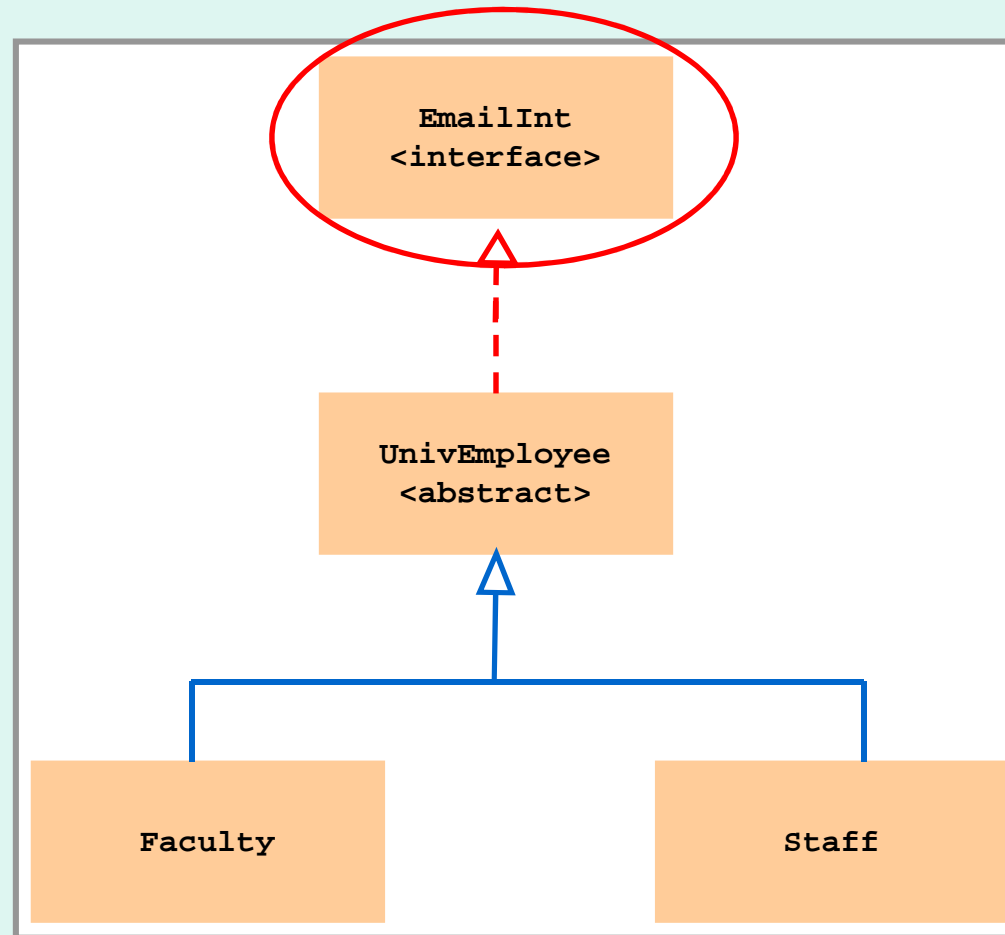 EmailInt
<interface>
UnivEmployee
<abstract>
Faculty
Staff